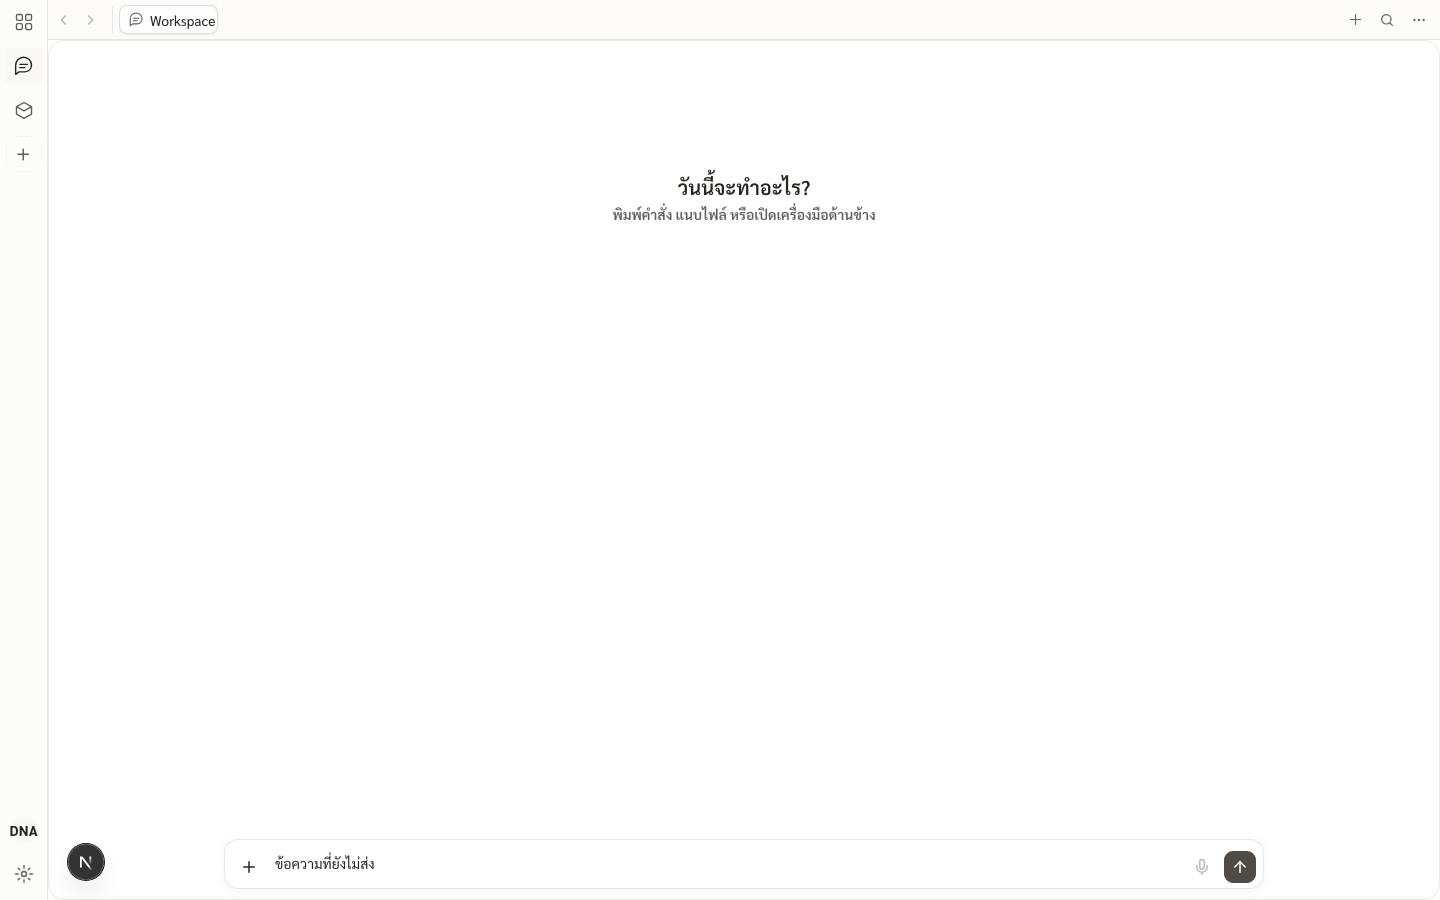 Workspace
วันนี้จะทำอะไร?
พิมพ์คำสั่ง แนบไฟล์ หรือเปิดเครื่องมือด้านข้าง
DNA
N
ข้อความที่ยังไม่ส่ง